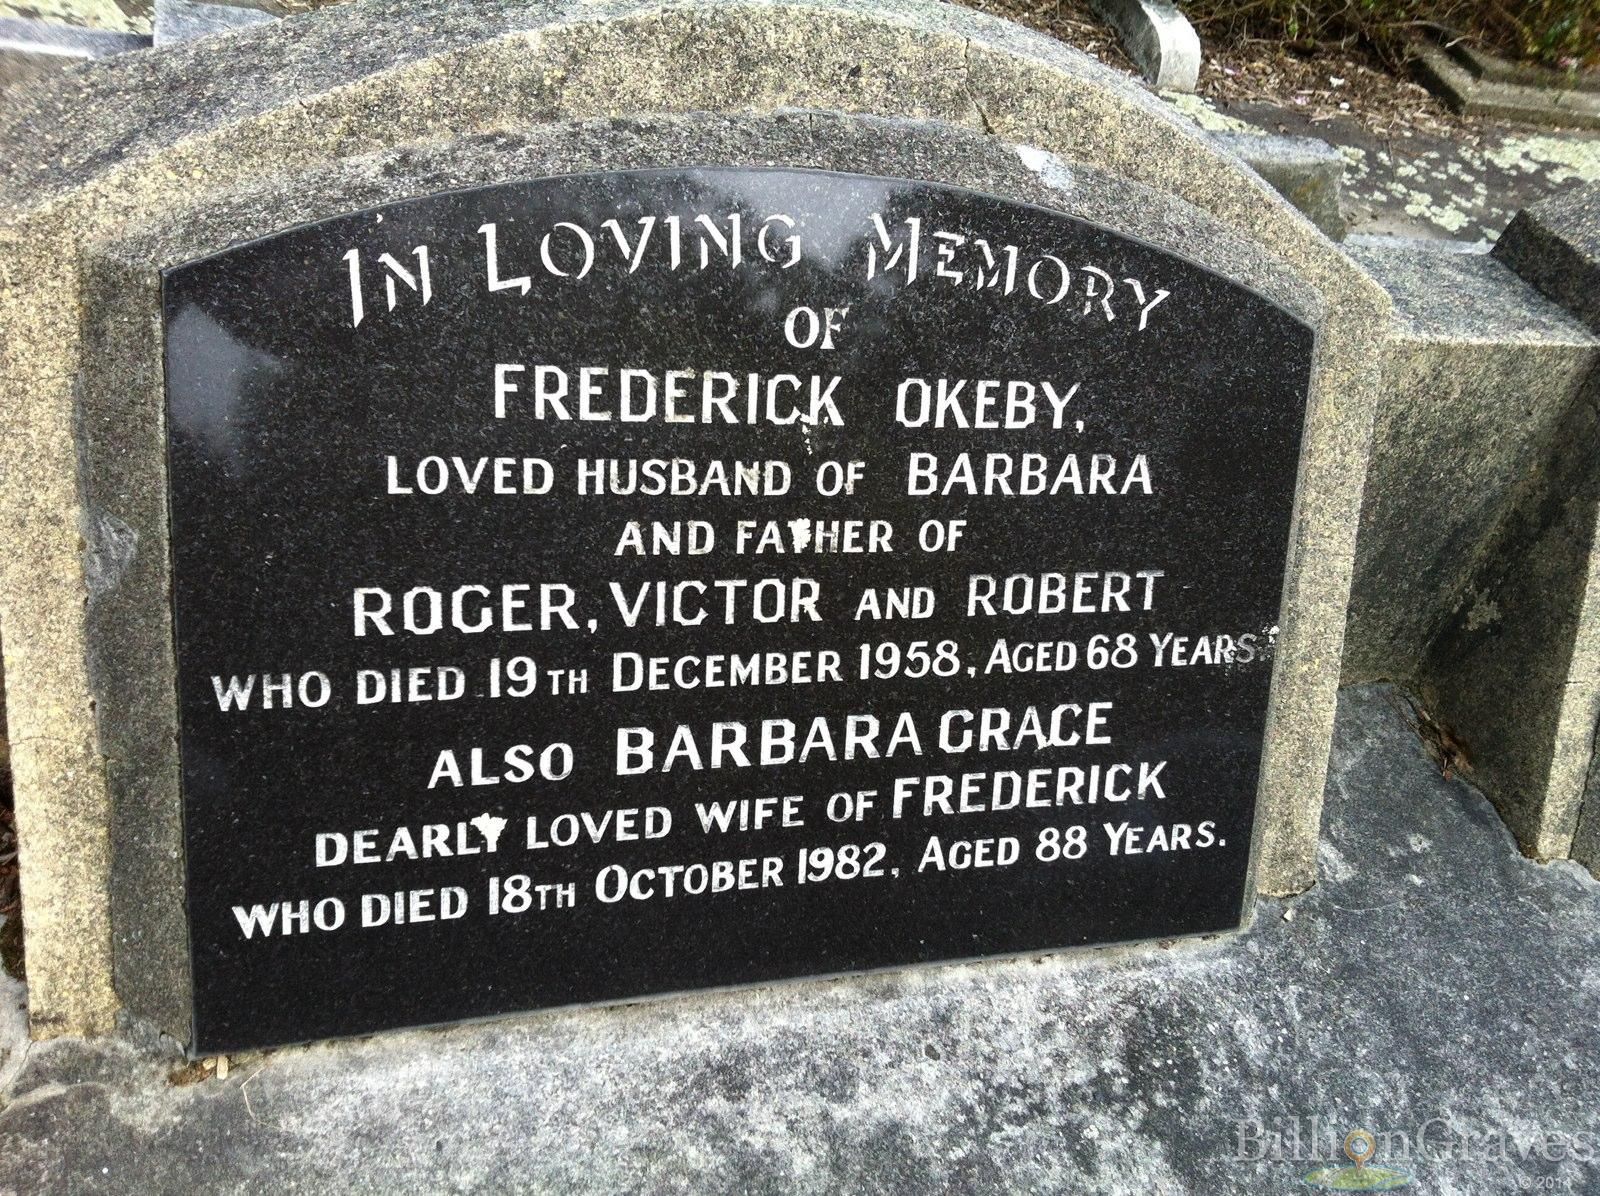 IN LOVING MEMORY
OF
FREDERICK OKEBY,
LOVED HUSBAND OF BARBARA
AND FATHER OF
ROGER, VICTOR AND ROBERT
WHO DIED 19TH DECEMBER 1958, AGED 68 YEARS.
ALSO BARBARA GRACE
DEARLY LOVED WIFE OF FREDERICK
WHO DIED 18TH OCTOBER 1982, AGED 88 YEARS.
BillionGraves
© 2014